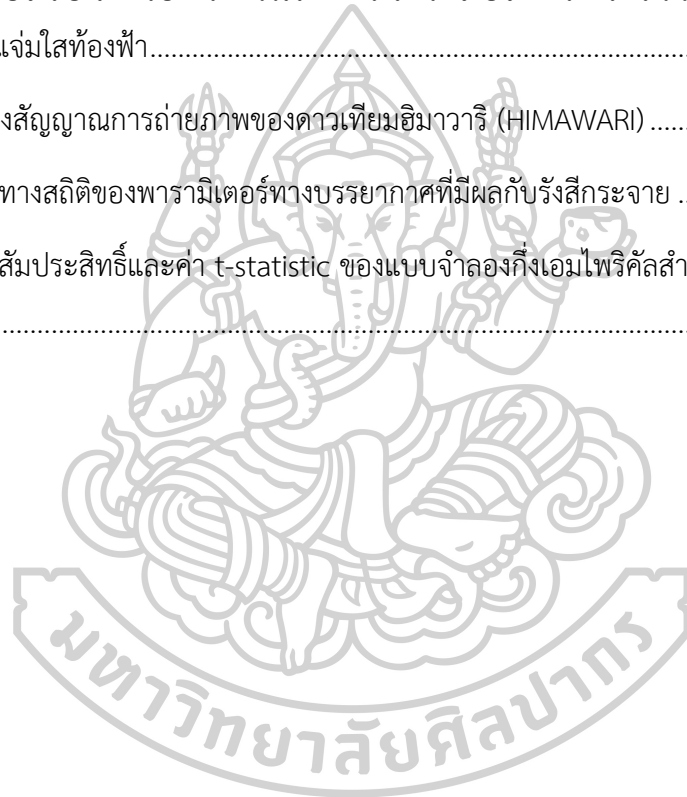 แจ่มใสท้องฟ้า..........................................................................
งสัญญาณการถ่ายภาพของดาวเทียมฮิมาวาริ (HIMAWARI) ......
ทางสถิติของพารามิเตอร์ทางบรรยากาศที่มีผลกับรังสีกระจาย ..
สัมประสิทธิ์และค่า t-statistic ของแบบจำลองกึ่งเอมไพริคัลสำ
...............................................................................................
มหาวิทยาลัยศิลปากร